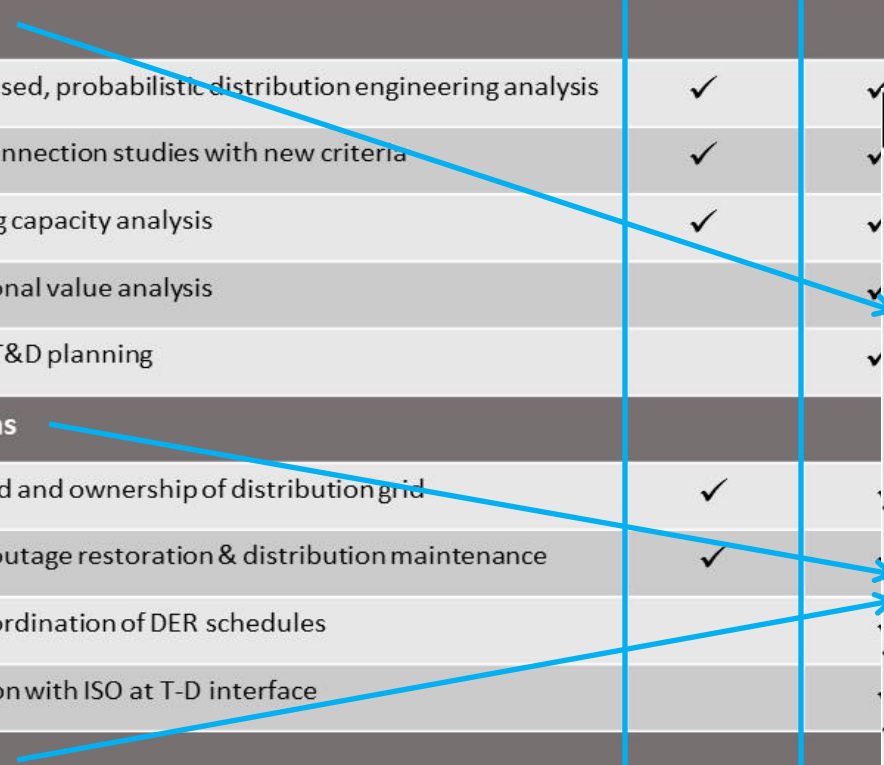 sed, probabilistic distribution engineering analysis ✓ ✓
nnection studies with new criteria ✓ ✓
g capacity analysis ✓ ✓
onal value analysis ✓
T&D planning ✓
ns
d and ownership of distribution grid ✓
outage restoration & distribution maintenance ✓
ordination of DER schedules
on with ISO at T-D interface